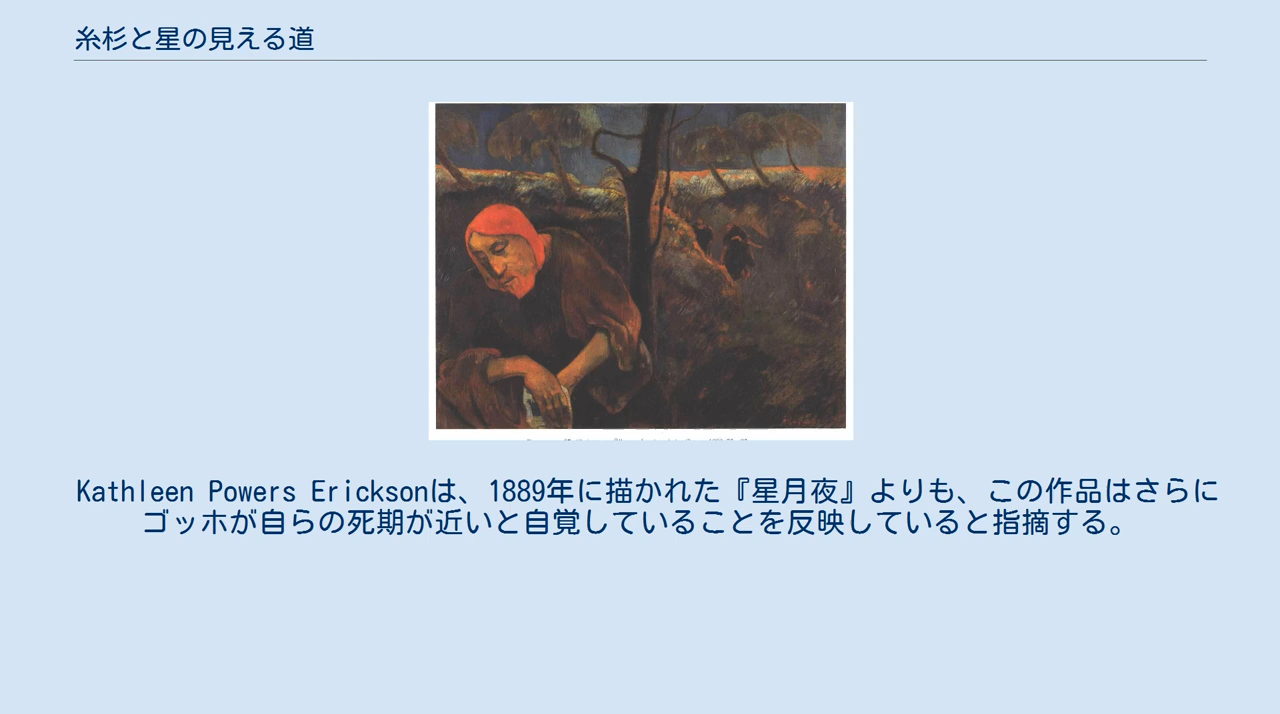 糸杉と星の見える道
Kathleen Powers Ericksonは、1889年に描かれた『星月夜』よりも、この作品はさらに
ゴッホが自らの死期が近いと自覚していることを反映していると指摘する。